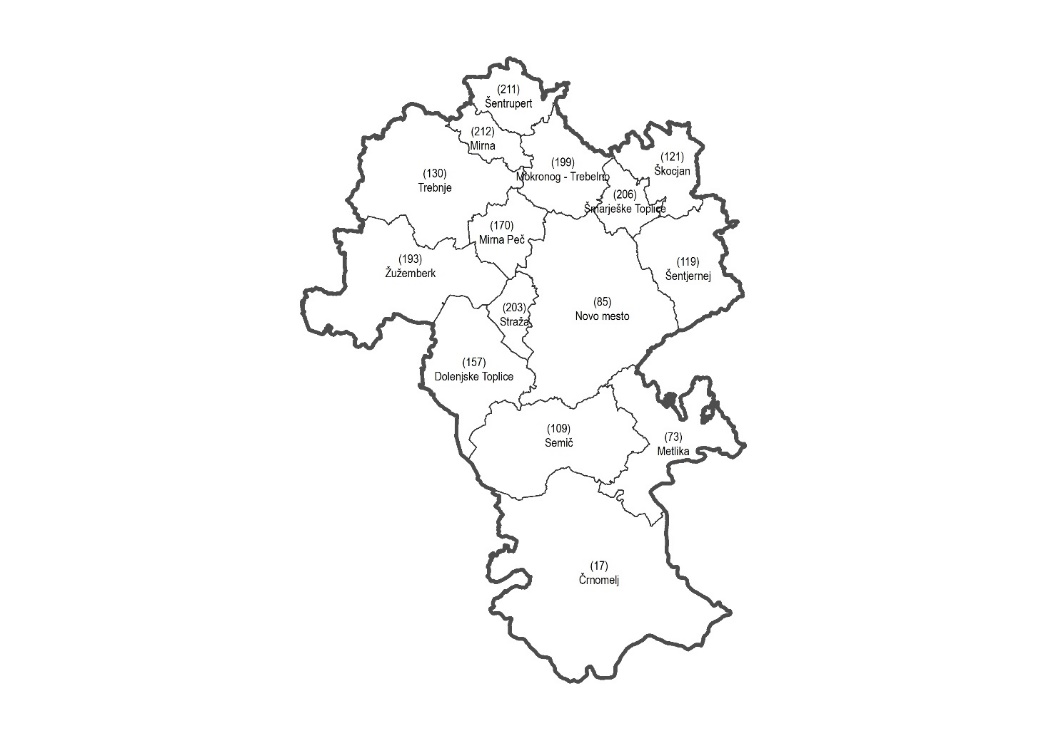 (211)
Šentrupert
(212)
Mirna
(199)
Mokronog - Trebelno
(121)
Škocjan
(130)
Trebnje
(206)
Šmarješke Toplice
(170)
Mirna Peč
(193)
Žužemberk
(119)
Šentjernej
(203)
Straža
(85)
Novo mesto
(157)
Dolenjske Toplice
(109)
Semič
(73)
Metlika
(17)
Črnomelj